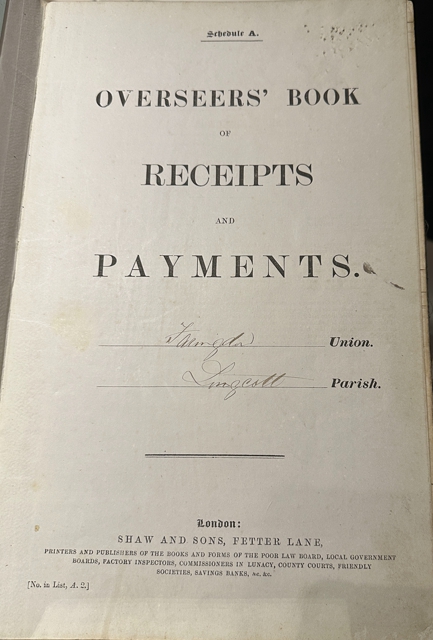 Schedule A.
OVERSEERS' BOOK
OF
RECEIPTS
AND
PAYMENTS.
Union.
Parish.
London:
SHAW AND SONS, FETTER LANE,
PRINTERS AND PUBLISHERS OF THE BOOKS AND FORMS OF THE POOR LAW BOARD, LOCAL GOVERNMENT
BOARDS, FACTORY INSPECTORS, COMMISSIONERS IN LUNACY, COUNTY COURTS, FRIENDLY
SOCIETIES, SAVINGS BANKS, &c. &c.
[No. in List, A. 2.]